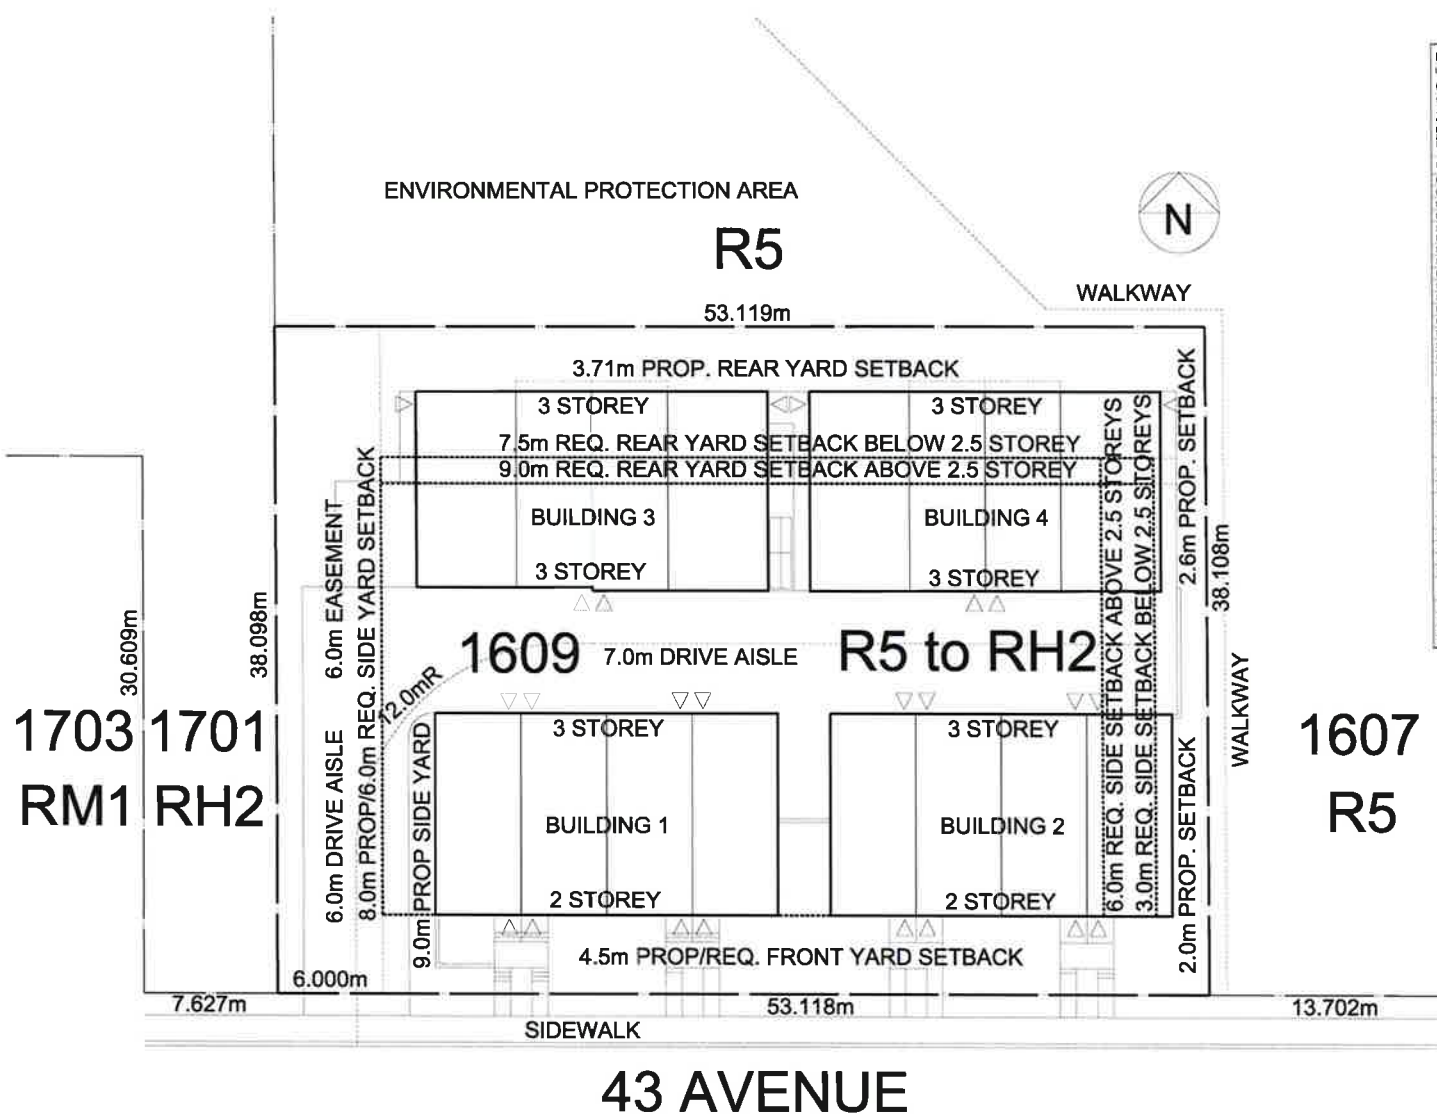 ENVIRONMENTAL PROTECTION AREA
R5
N
WALKWAY
53.119m
3.71m PROP. REAR YARD SETBACK
3 STOREY
3 STOREY
7.5m REQ. REAR YARD SETBACK BELOW 2.5 STOREY
9.0m REQ. REAR YARD SETBACK ABOVE 2.5 STOREY
BUILDING 3
BUILDING 4
3 STOREY
3 STOREY
6.0m EASEMENT
8.0m PROP/6.0m REQ. SIDE YARD SETBACK
6.0m REQ. SIDE SETBACK ABOVE 2.5 STOREYS
3.0m REQ. SIDE SETBACK BELOW 2.5 STOREYS
2.6m PROP. SETBACK
38.108m
30.609m
38.098m
1609
7.0m DRIVE AISLE
R5 to RH2
12.0mR
1703
RM1
1701
RH2
6.0m DRIVE AISLE
9.0m PROP SIDE YARD
3 STOREY
3 STOREY
BUILDING 1
BUILDING 2
2 STOREY
2 STOREY
2.0m PROP. SETBACK
WALKWAY
1607
R5
4.5m PROP/REQ. FRONT YARD SETBACK
6.000m
7.627m
53.118m
13.702m
SIDEWALK
43 AVENUE